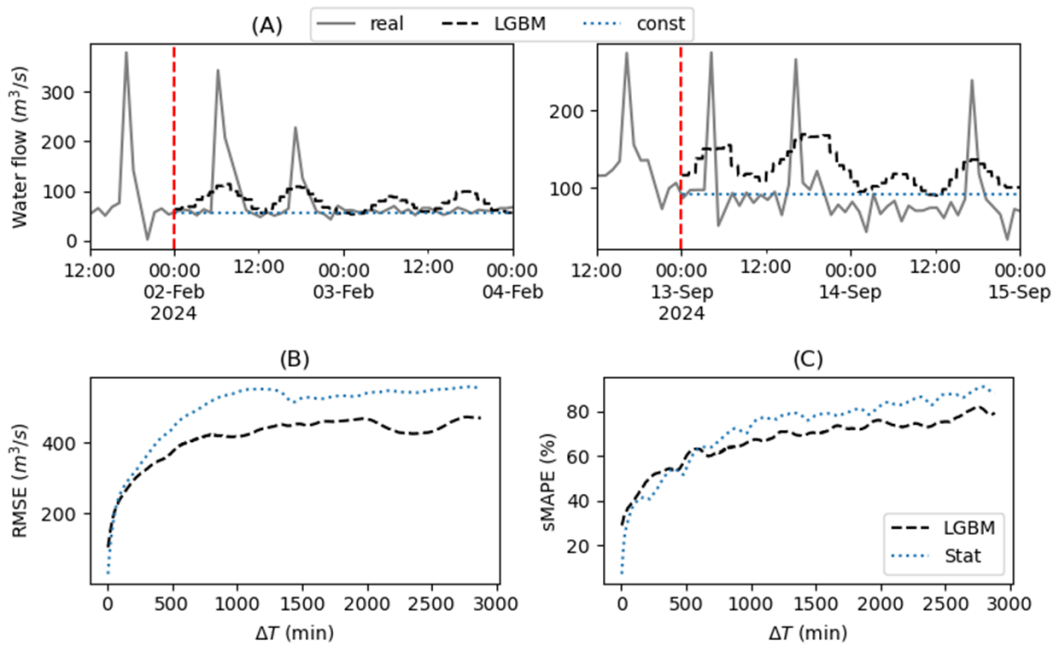 (A)
real LGBM const
Water flow (m³/s)
300
200
100
0
12:00 00:00 12:00 00:00 12:00 00:00
02-Feb 03-Feb 04-Feb
2024
200
100
12:00 00:00 12:00 00:00 12:00 00:00
13-Sep 14-Sep 15-Sep
2024
(B)
RMSE (m³/s)
400
200
0 500 1000 1500 2000 2500 3000
ΔT (min)
(C)
sMAPE (%)
80
60
40
20
LGBM
Stat
0 500 1000 1500 2000 2500 3000
ΔT (min)